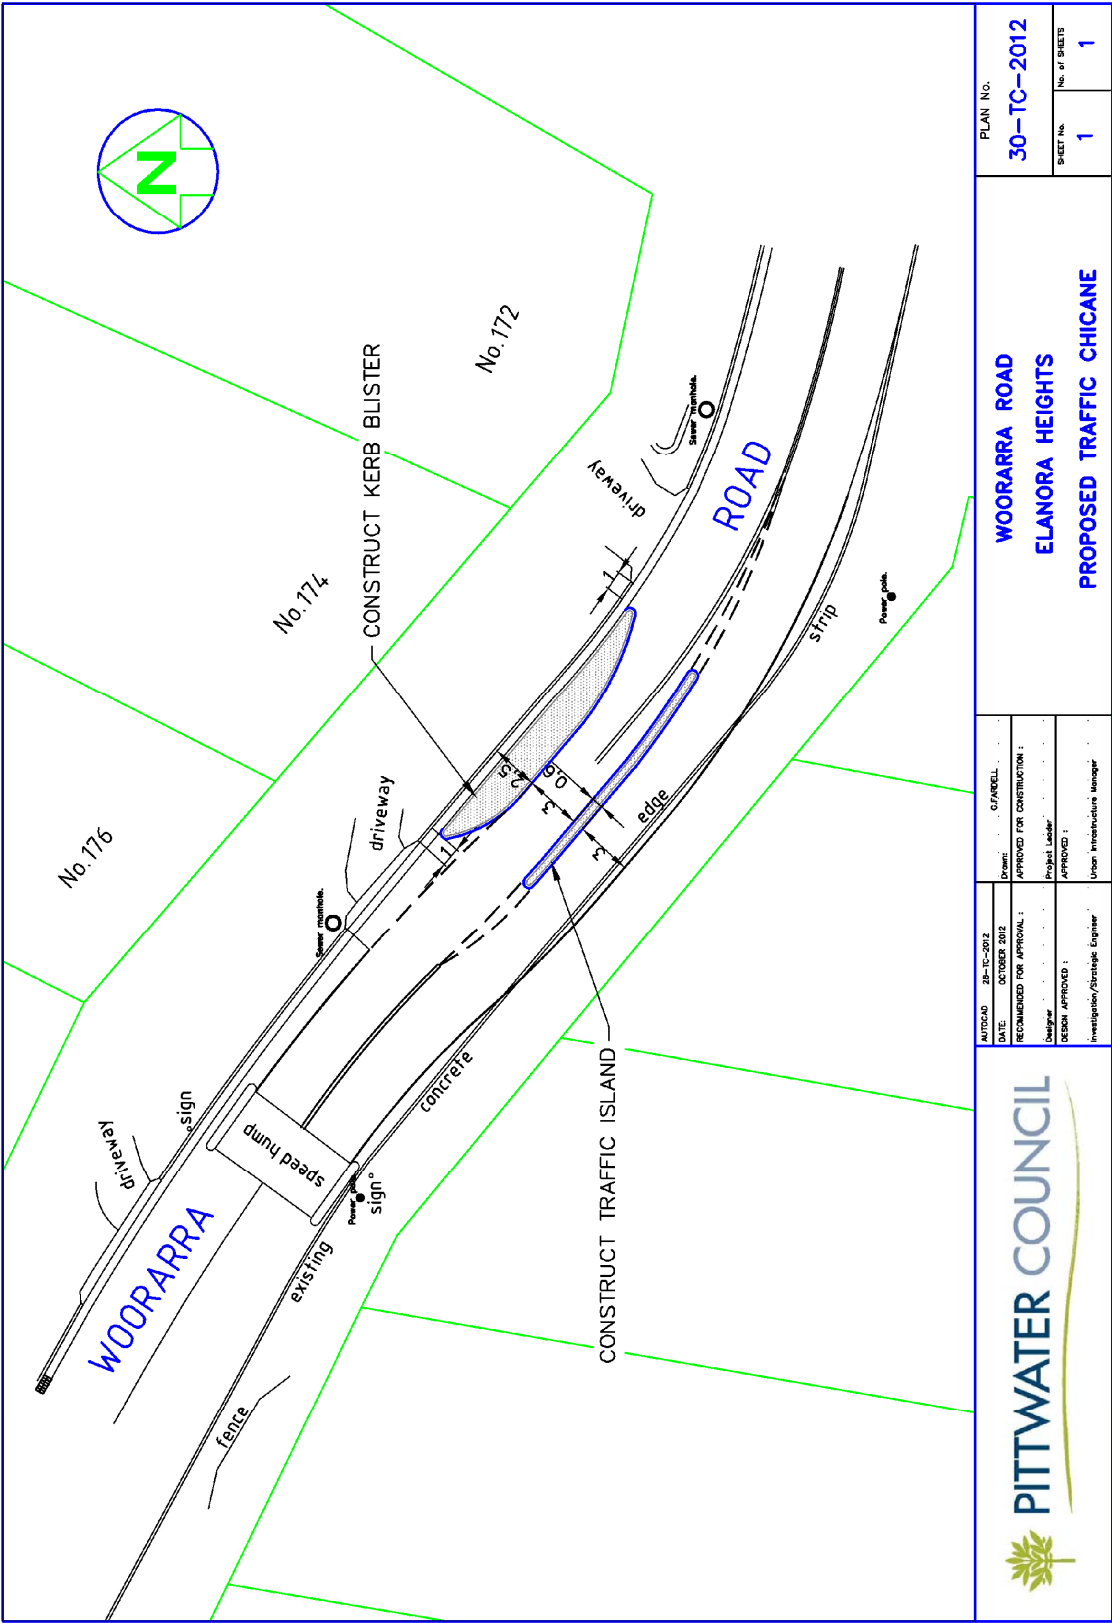 N
No.172
No.174
No.176
CONSTRUCT KERB BLISTER
driveway
Sewer manhole.
driveway
Sewer manhole.
driveway
sign
WOORARRA
ROAD
speed hump
Power pole.
sign
existing
concrete
edge
strip
Power pole.
fence
1
2.5
3
0.6
3
1
CONSTRUCT TRAFFIC ISLAND
PITTWATER COUNCIL
AUTOCAD 28-TC-2012
DATE: OCTOBER 2012
RECOMMENDED FOR APPROVAL :
Designer
DESIGN APPROVED :
Investigation/Strategic Engineer
Drawn: G.FARDELL
APPROVED FOR CONSTRUCTION :
Project Leader
APPROVED :
Urban Infrastructure Manager
WOORARRA ROAD
ELANORA HEIGHTS
PROPOSED TRAFFIC CHICANE
PLAN No.
30-TC-2012
SHEET No.
1
No. of SHEETS
1